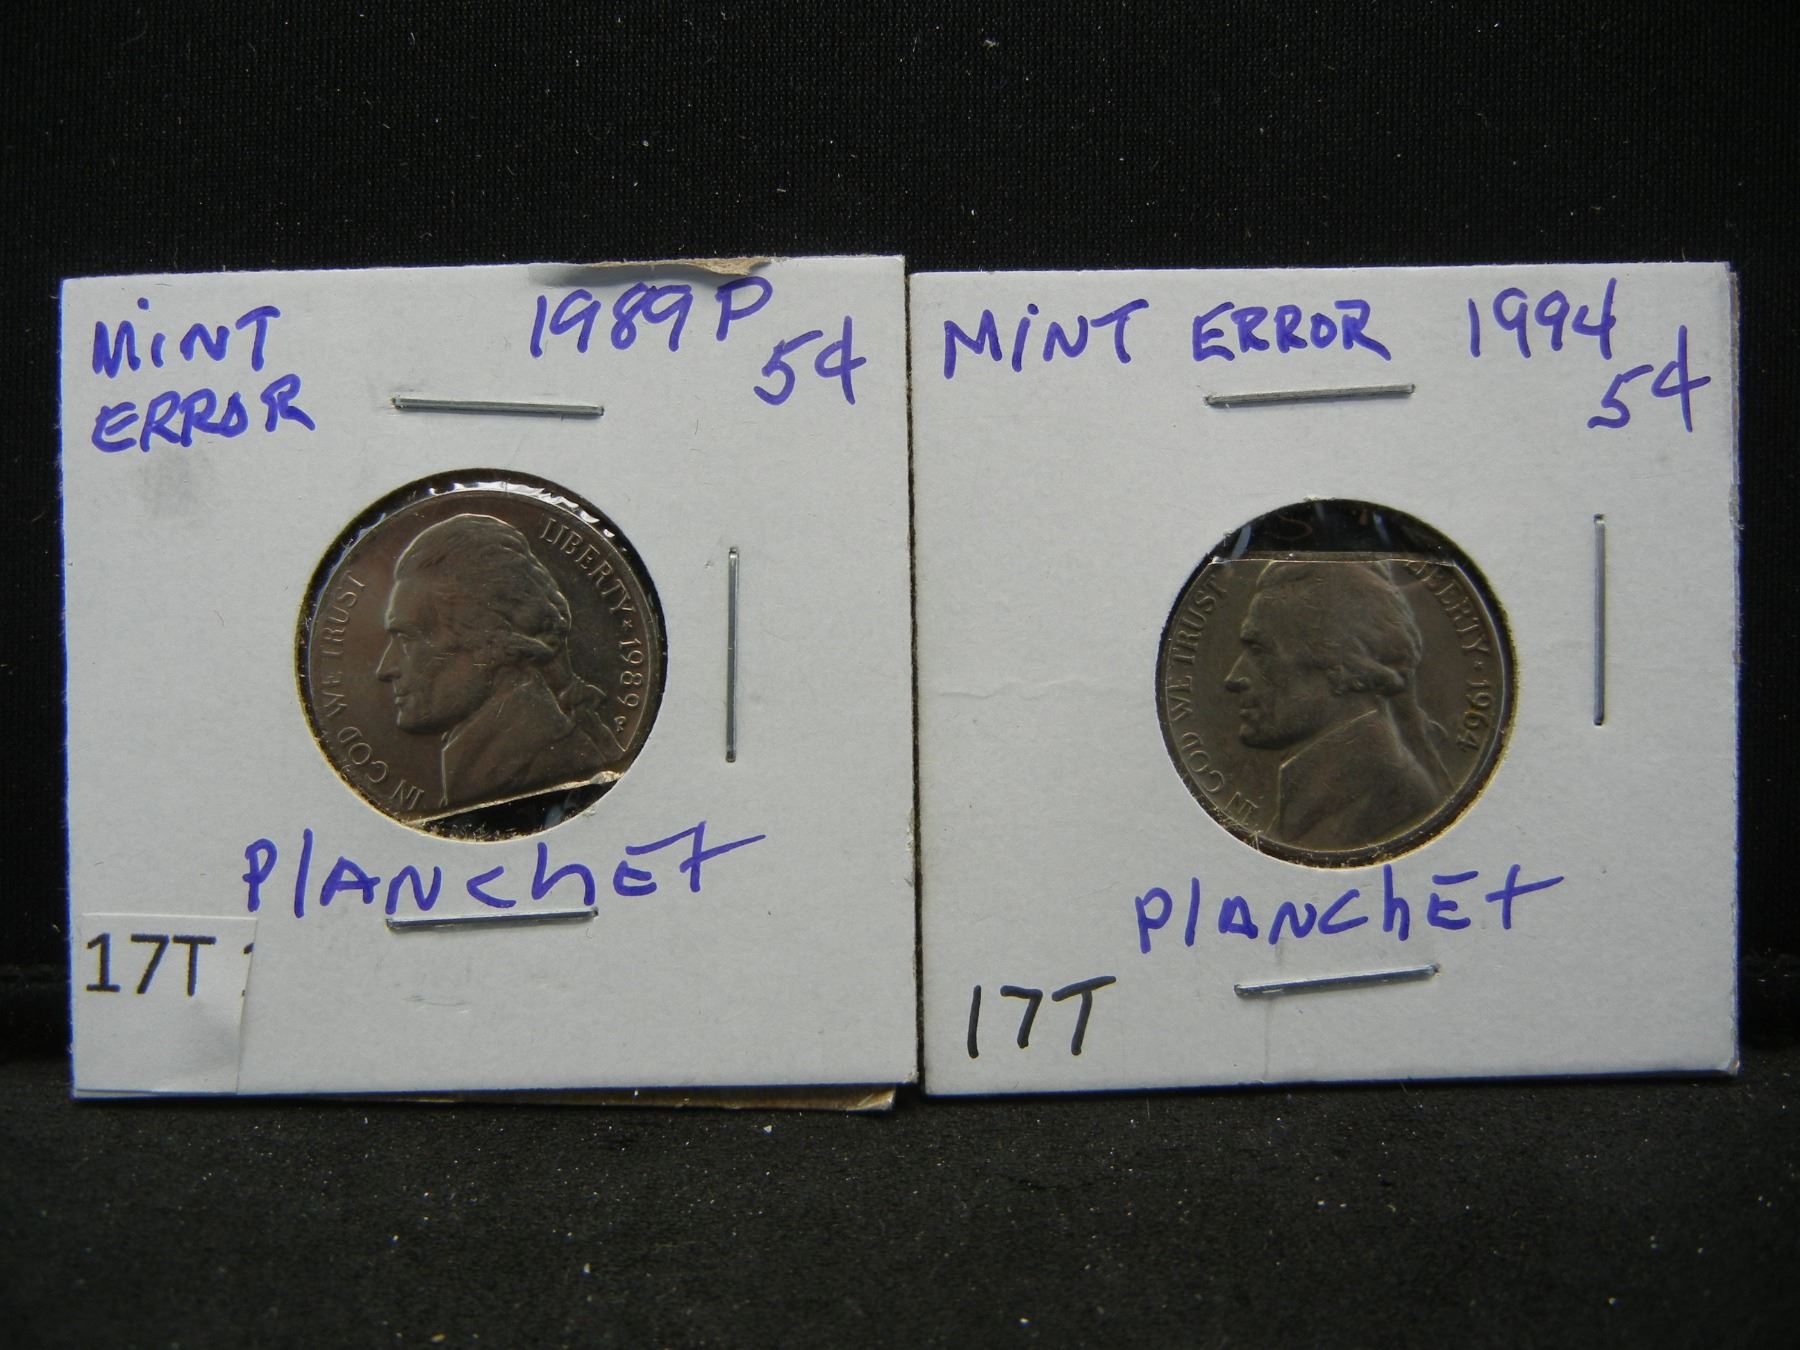 MiNT 1989 P
ERROR 5¢
IN GOD WE TRUST LIBERTY * 1989 P
PlANchET
17T
MiNT ERROR 1994
5¢
IN GOD WE TRUST LIBERTY * 1964
PlANchET
17T